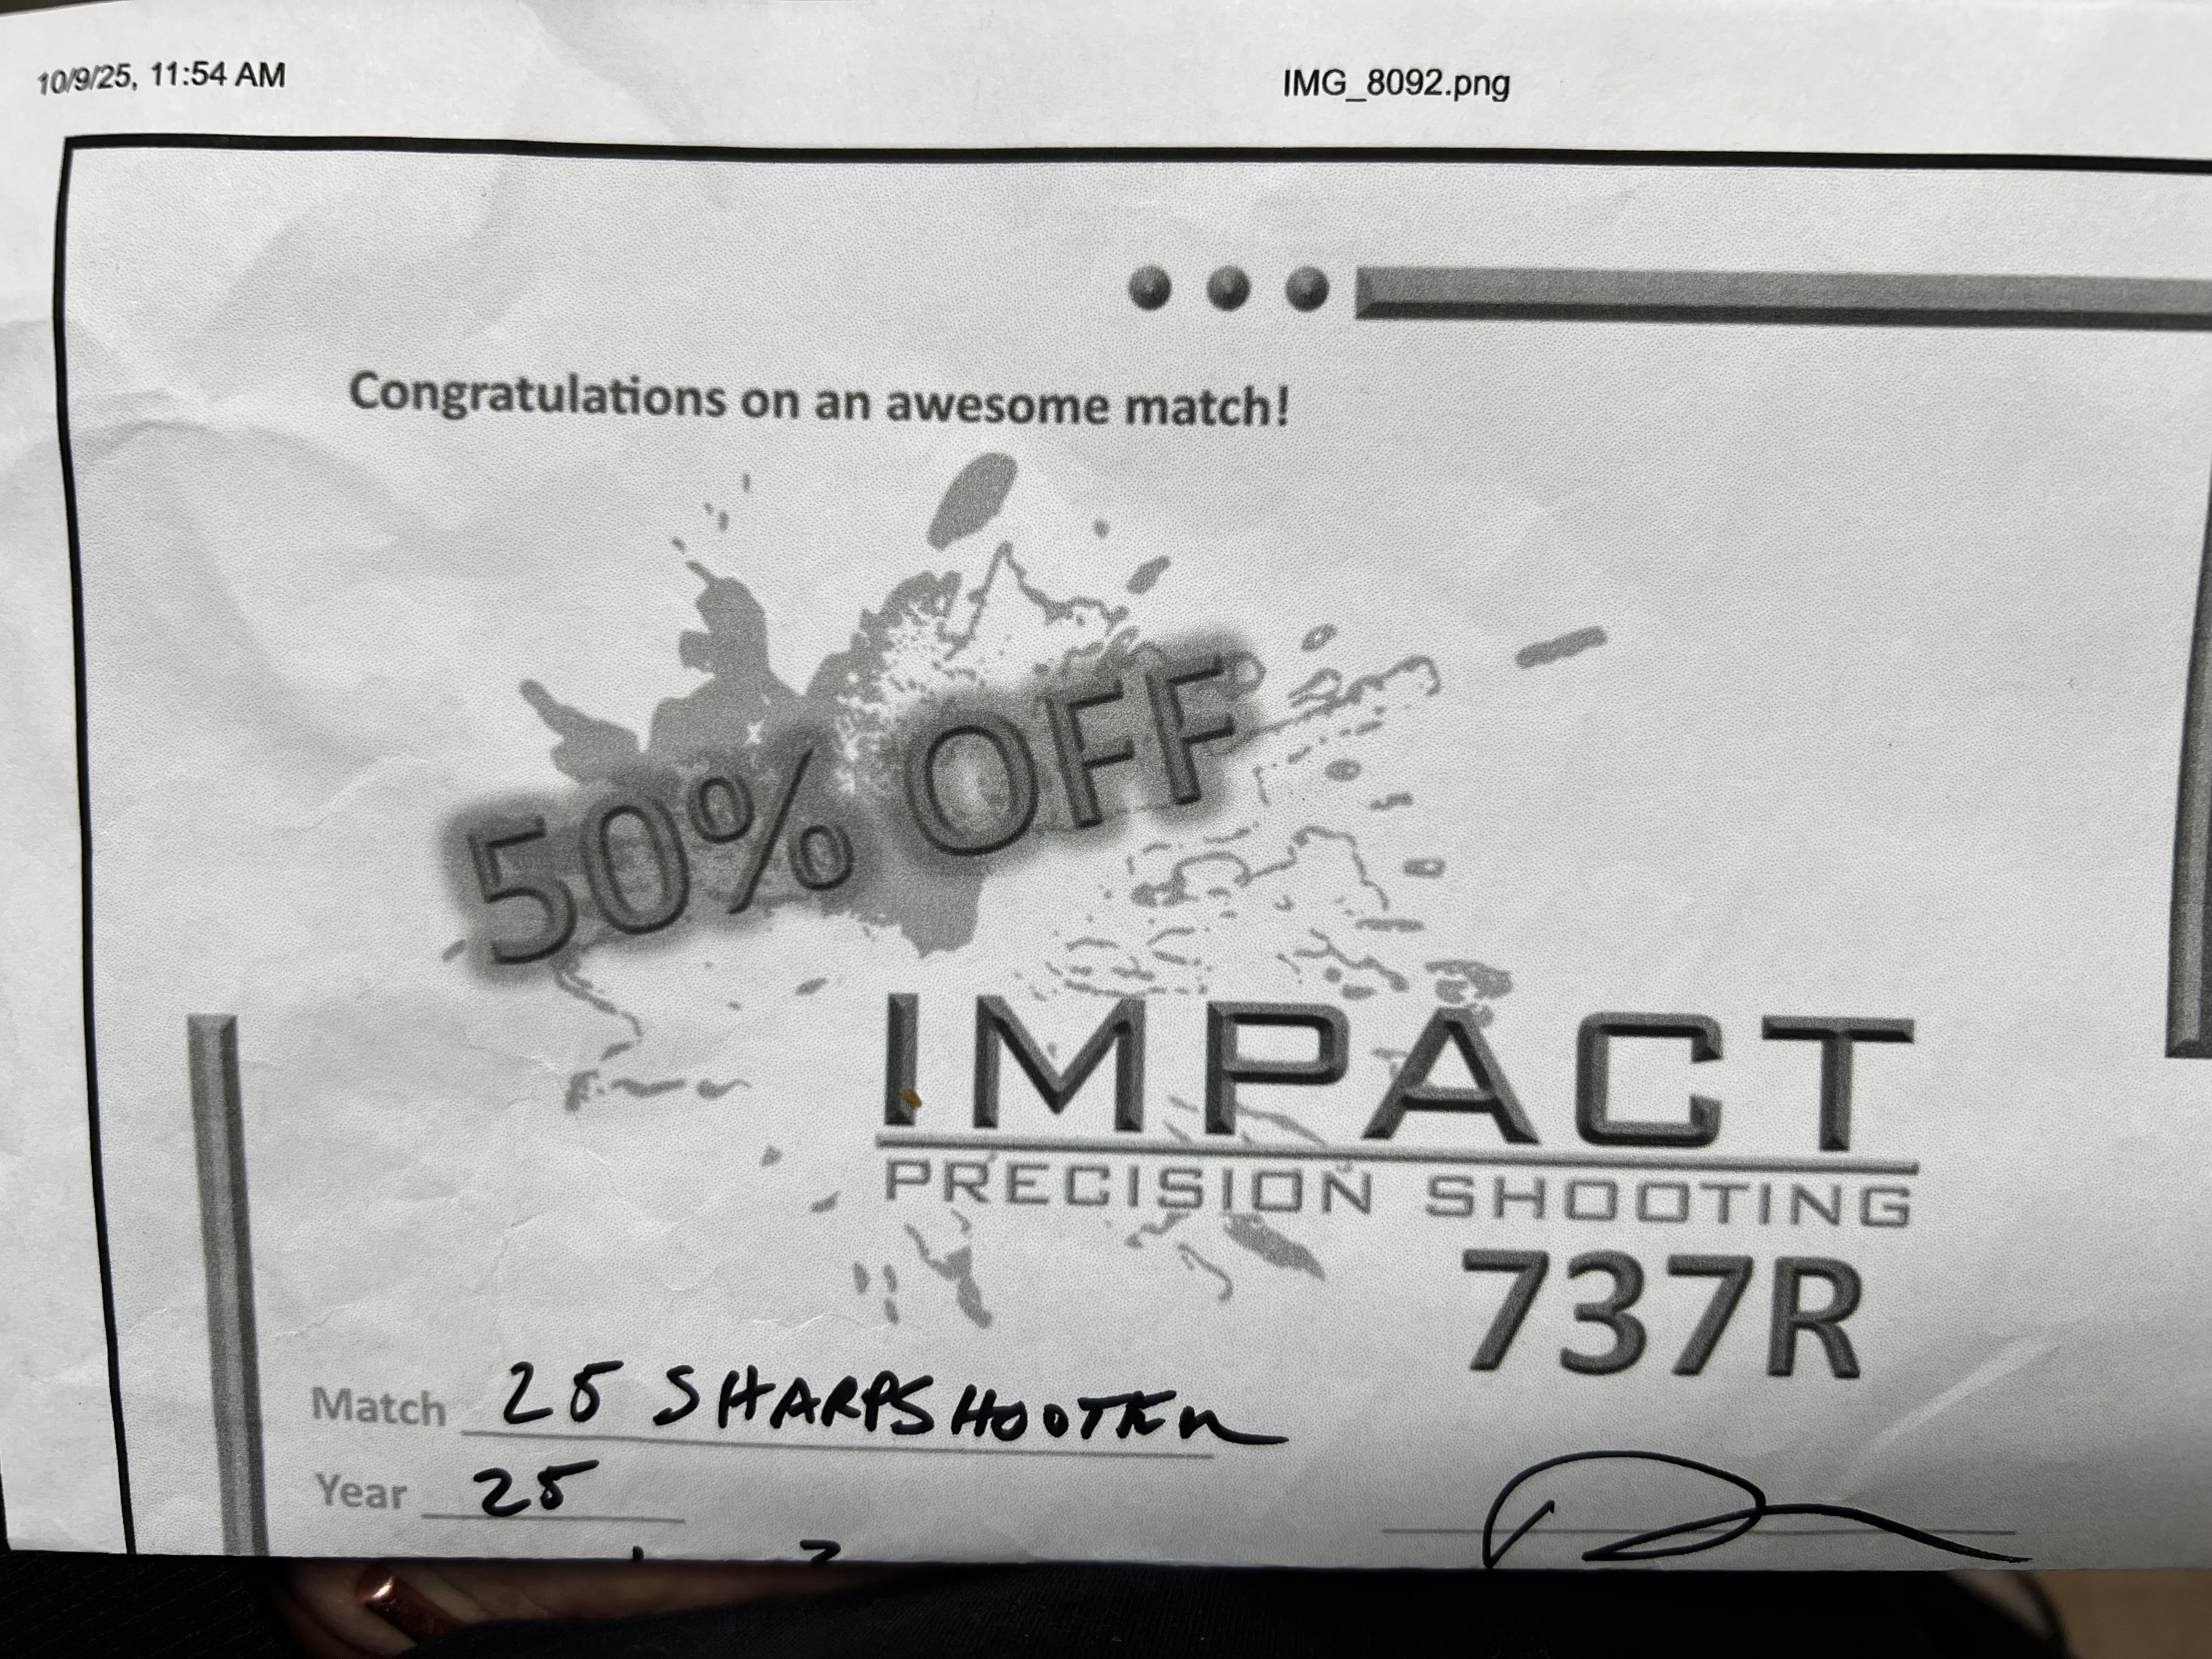 10/9/25, 11:54 AM IMG_8092.png
Congratulations on an awesome match!
50% OFF
IMPACT
PRECISION SHOOTING
737R
Match 25 SHARPSHOOTER
Year 25